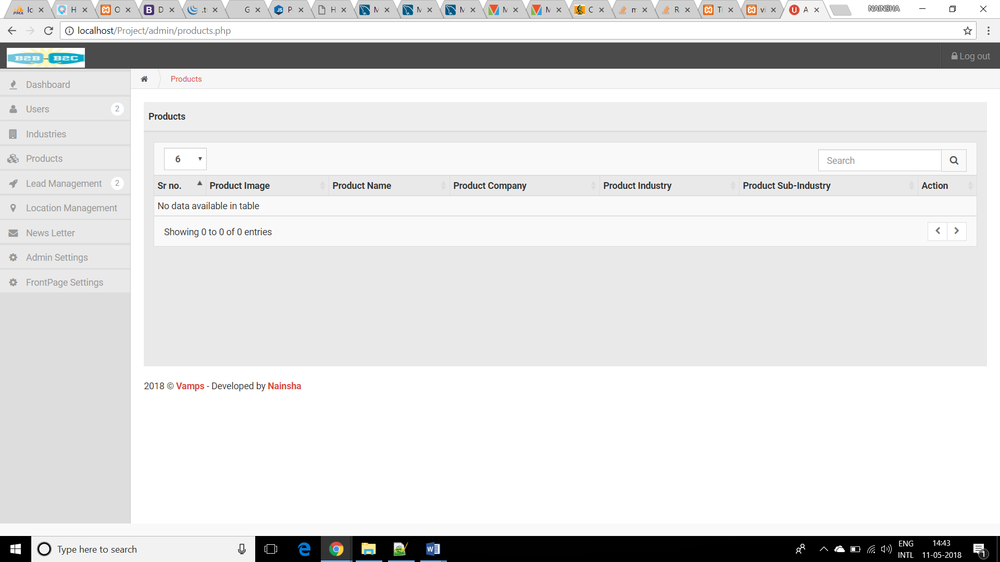 PMA Ic H O D .t G P H M M M M M C m R Tl vi U A NAINSHA
localhost/Project/admin/products.php
B2B--B2C Log out
Products
Dashboard
Users 2
Industries
Products
Lead Management 2
Location Management
News Letter
Admin Settings
FrontPage Settings
Products
6 Search
Sr no. Product Image Product Name Product Company Product Industry Product Sub-Industry Action
No data available in table
Showing 0 to 0 of 0 entries
2018 © Vamps - Developed by Nainsha
Type here to search
ENG
INTL
14:43
11-05-2018
1